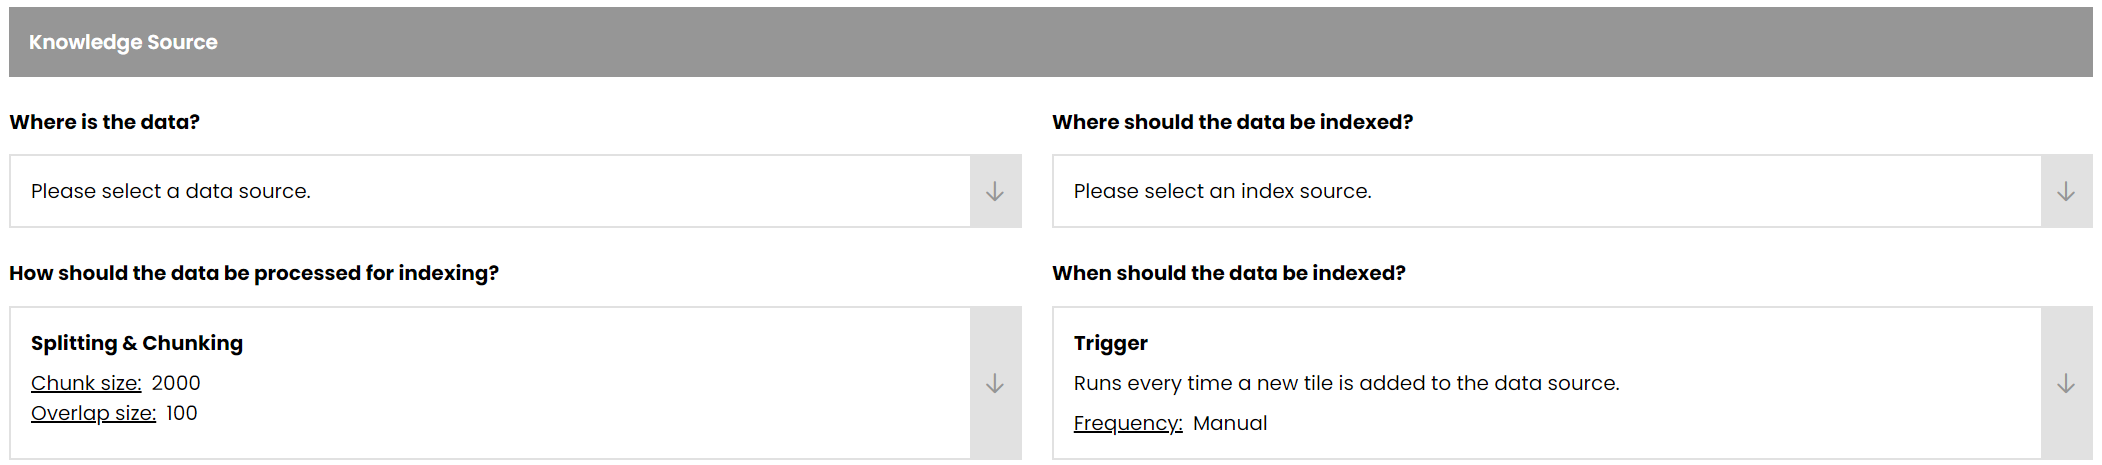 Knowledge Source
Where is the data?
Please select a data source.
Where should the data be indexed?
Please select an index source.
How should the data be processed for indexing?
Splitting & Chunking
Chunk size: 2000
Overlap size: 100
When should the data be indexed?
Trigger
Runs every time a new tile is added to the data source.
Frequency: Manual